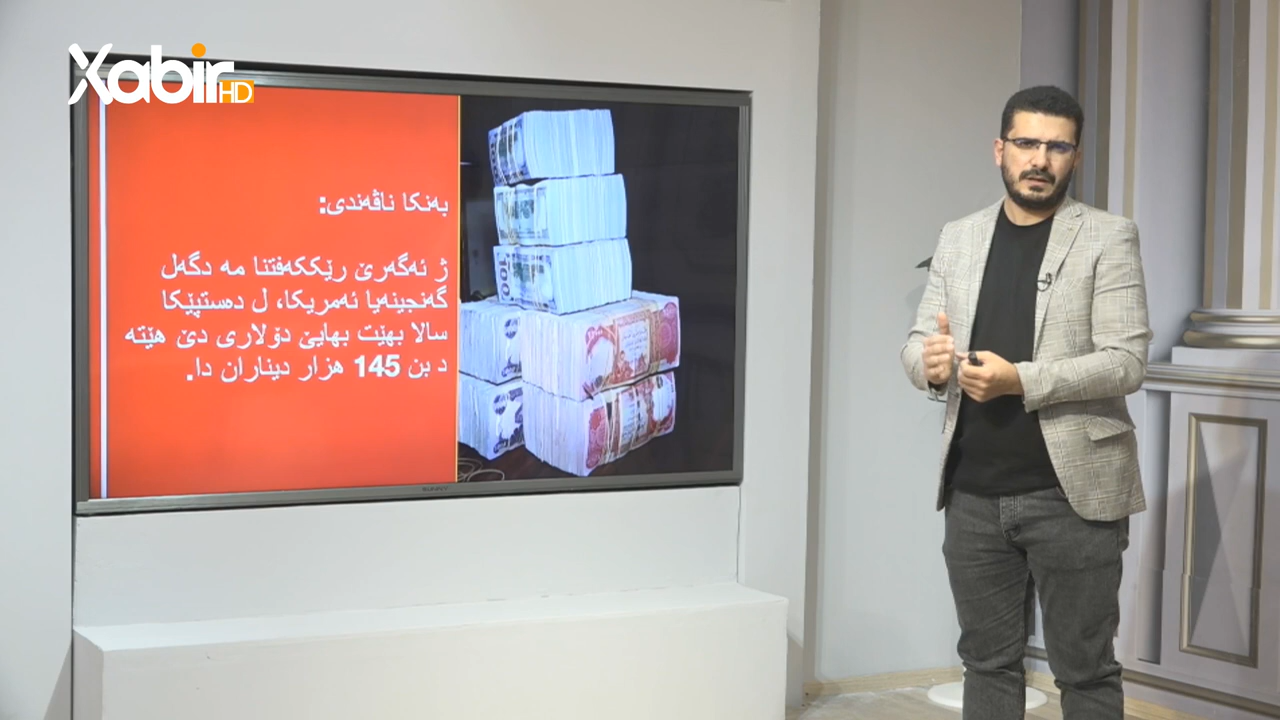 Xabir HD
بەنکا ناڤەندی:
ژ ئەگەرێ رێککەفتنا مە دگەل
گەنجینەیا ئەمریکا، ل دەستپێکا
سالا بهێت بهایێ دۆلاری دێ هێتە
د بن 145 هزار دیناران دا.
100